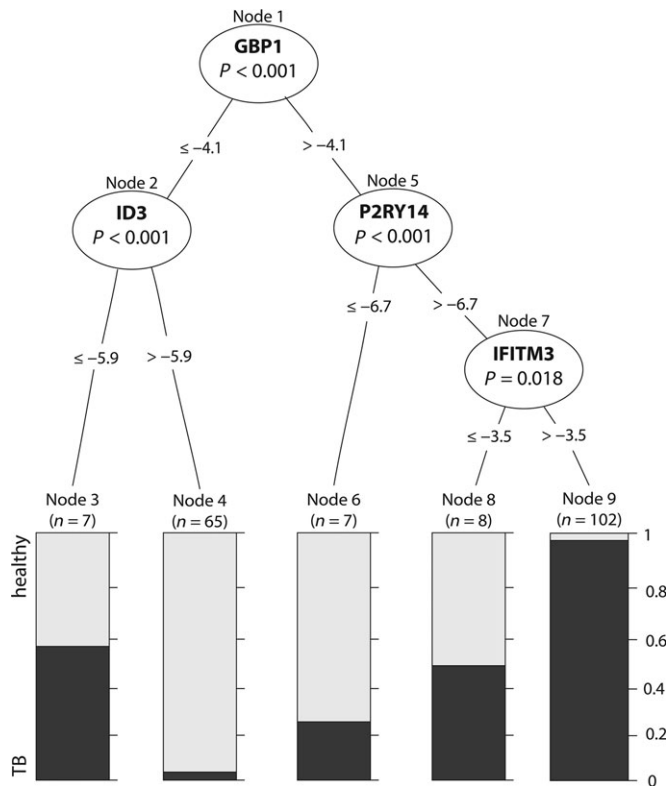 Node 1
GBP1
P < 0.001
≤ −4.1
> −4.1
Node 2
ID3
P < 0.001
Node 5
P2RY14
P < 0.001
≤ −5.9
> −5.9
≤ −6.7
> −6.7
Node 7
IFITM3
P = 0.018
≤ −3.5
> −3.5
Node 3
(n = 7)
Node 4
(n = 65)
Node 6
(n = 7)
Node 8
(n = 8)
Node 9
(n = 102)
healthy
TB
1
0.8
0.6
0.4
0.2
0